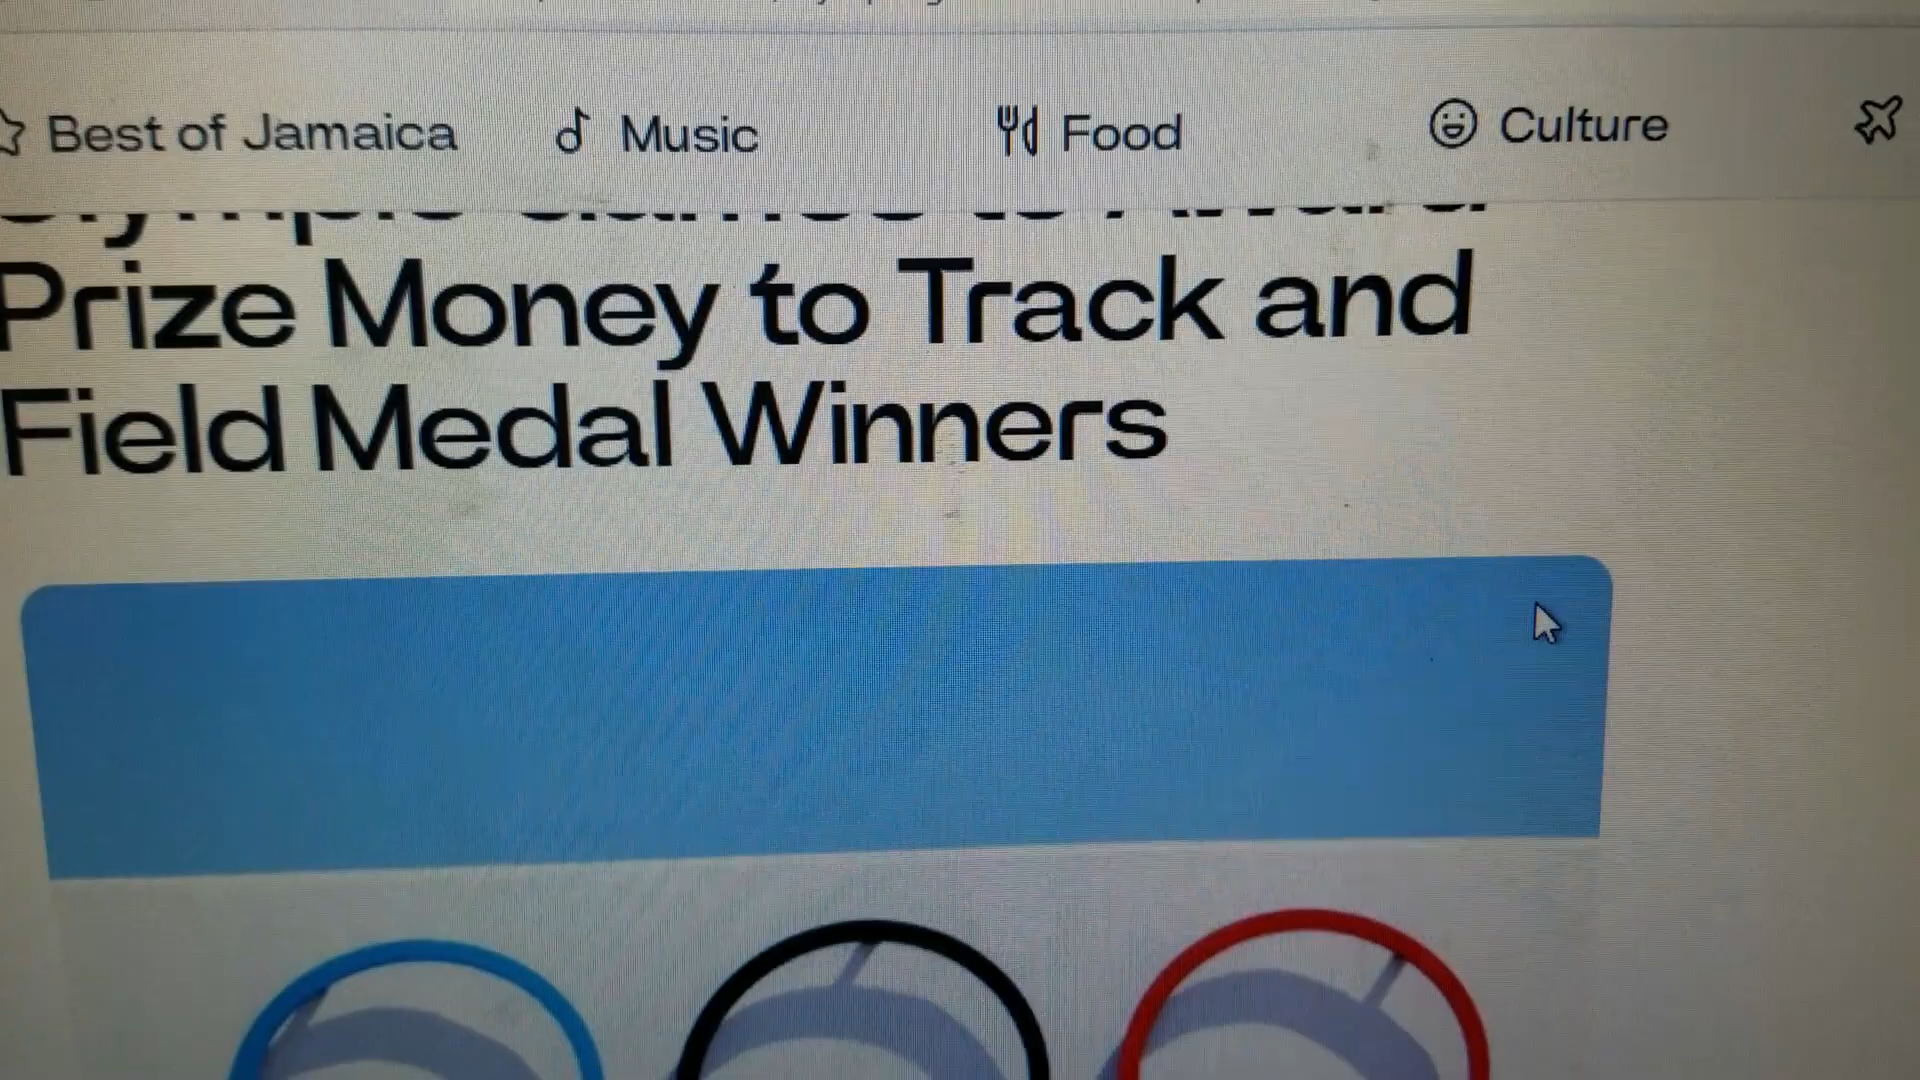 Best of Jamaica
Music
Food
Culture
Prize Money to Track and
Field Medal Winners